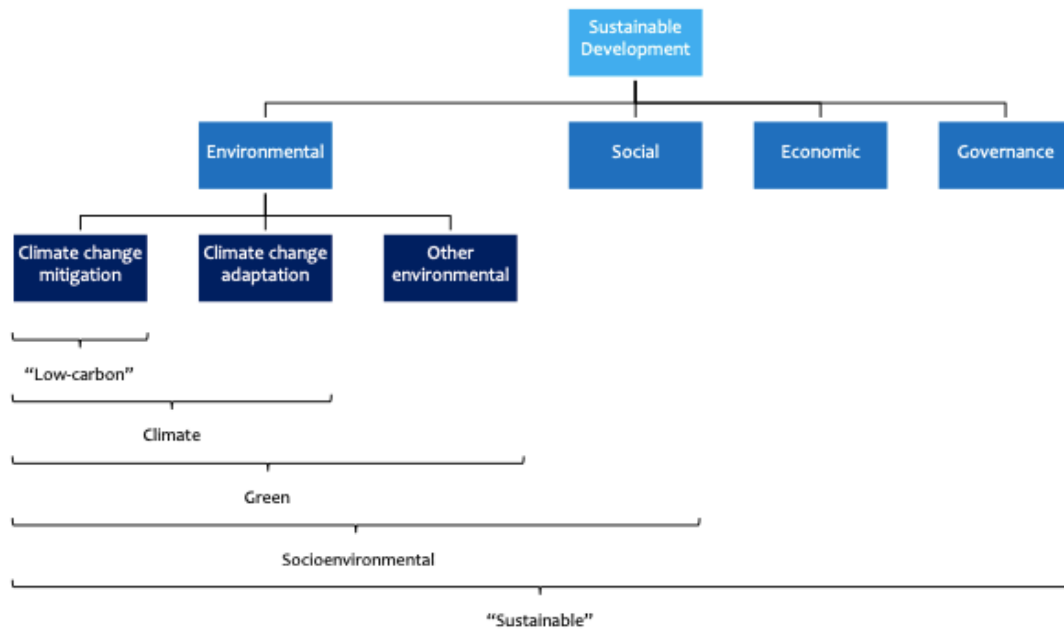 Sustainable
Development
Environmental
Social
Economic
Governance
Climate change
mitigation
Climate change
adaptation
Other
environmental
“Low-carbon”
Climate
Green
Socioenvironmental
“Sustainable”